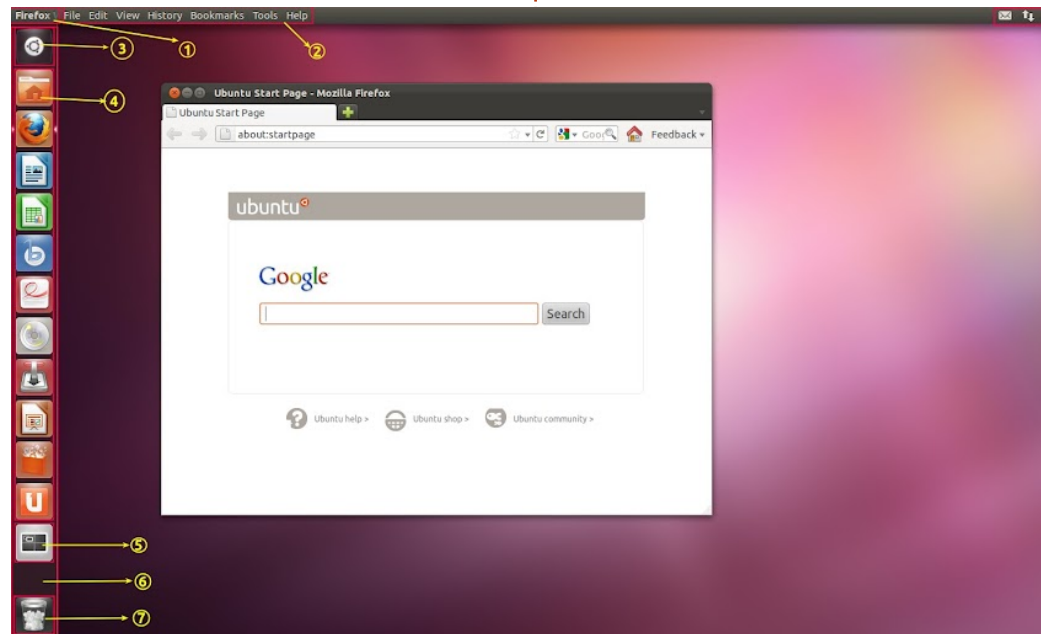 Firefox File Edit View History Bookmarks Tools Help
① ②
③
④
Ubuntu Start Page - Mozilla Firefox
Ubuntu Start Page
about:startpage Goo Feedback
ubuntu
Google
Search
Ubuntu help > Ubuntu shop > Ubuntu community >
U
⑤
⑥
⑦